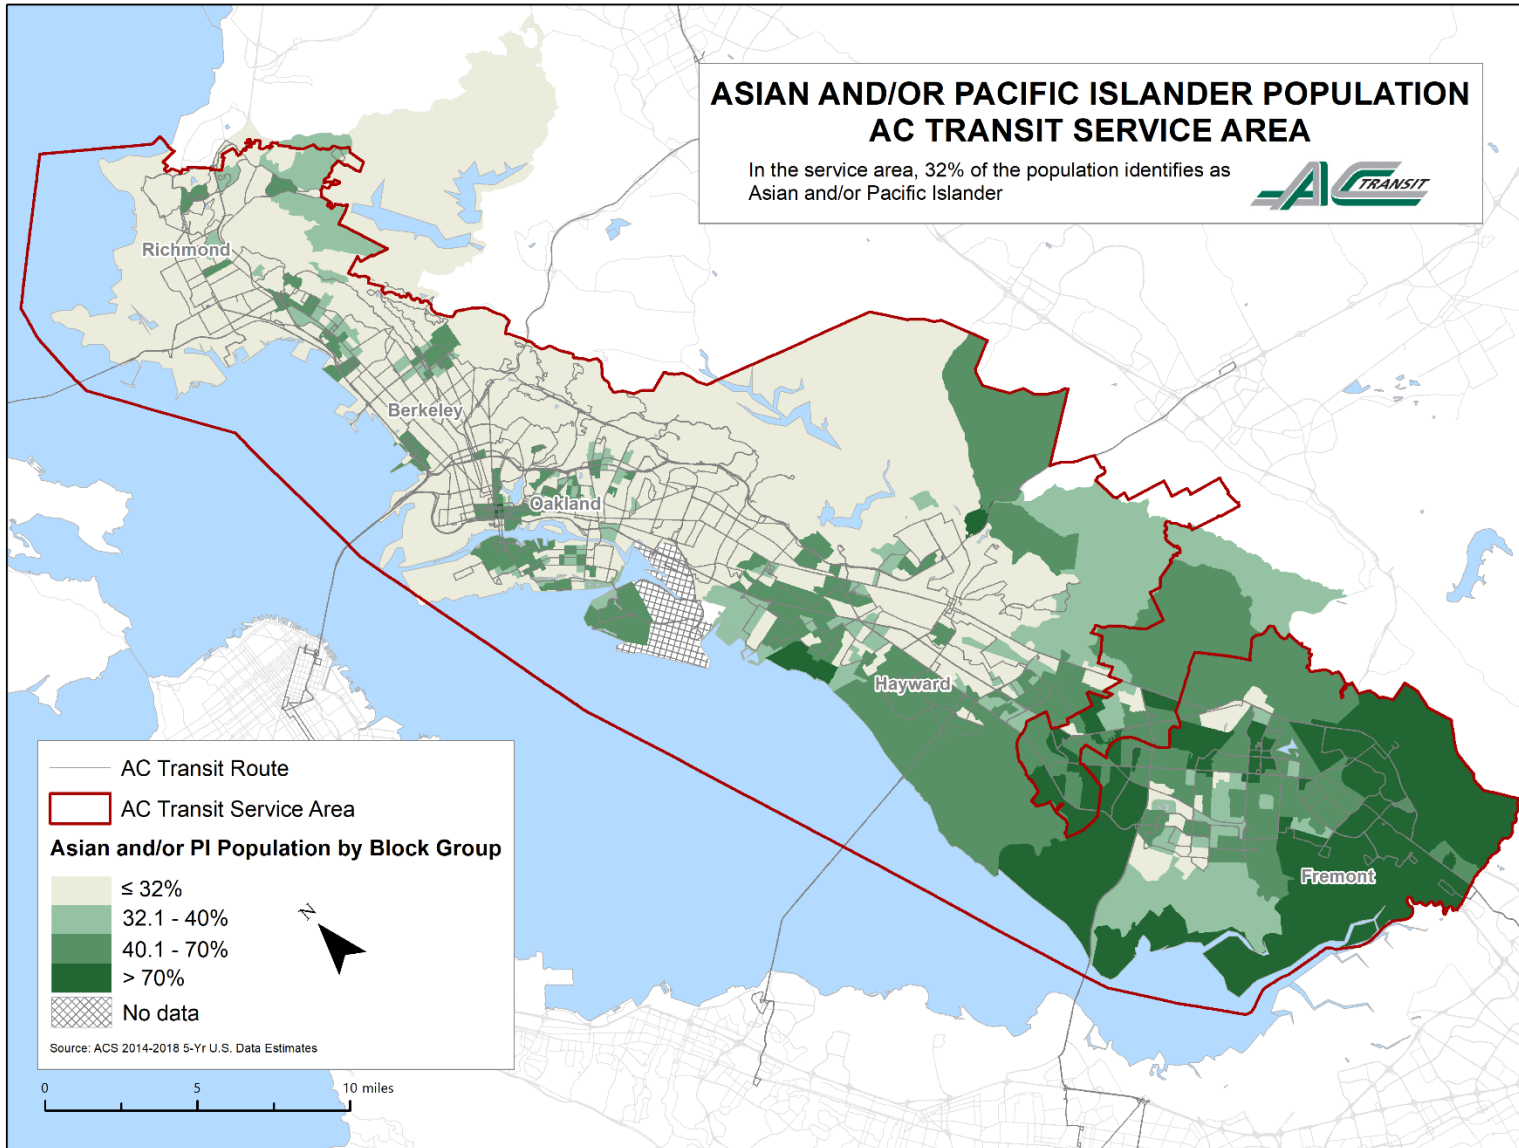 ASIAN AND/OR PACIFIC ISLANDER POPULATION
AC TRANSIT SERVICE AREA
In the service area, 32% of the population identifies as
Asian and/or Pacific Islander
AC TRANSIT
Richmond
Berkeley
Oakland
Hayward
Fremont
AC Transit Route
AC Transit Service Area
Asian and/or PI Population by Block Group
≤ 32%
32.1 - 40%
40.1 - 70%
> 70%
No data
N
Source: ACS 2014-2018 5-Yr U.S. Data Estimates
0 5 10 miles